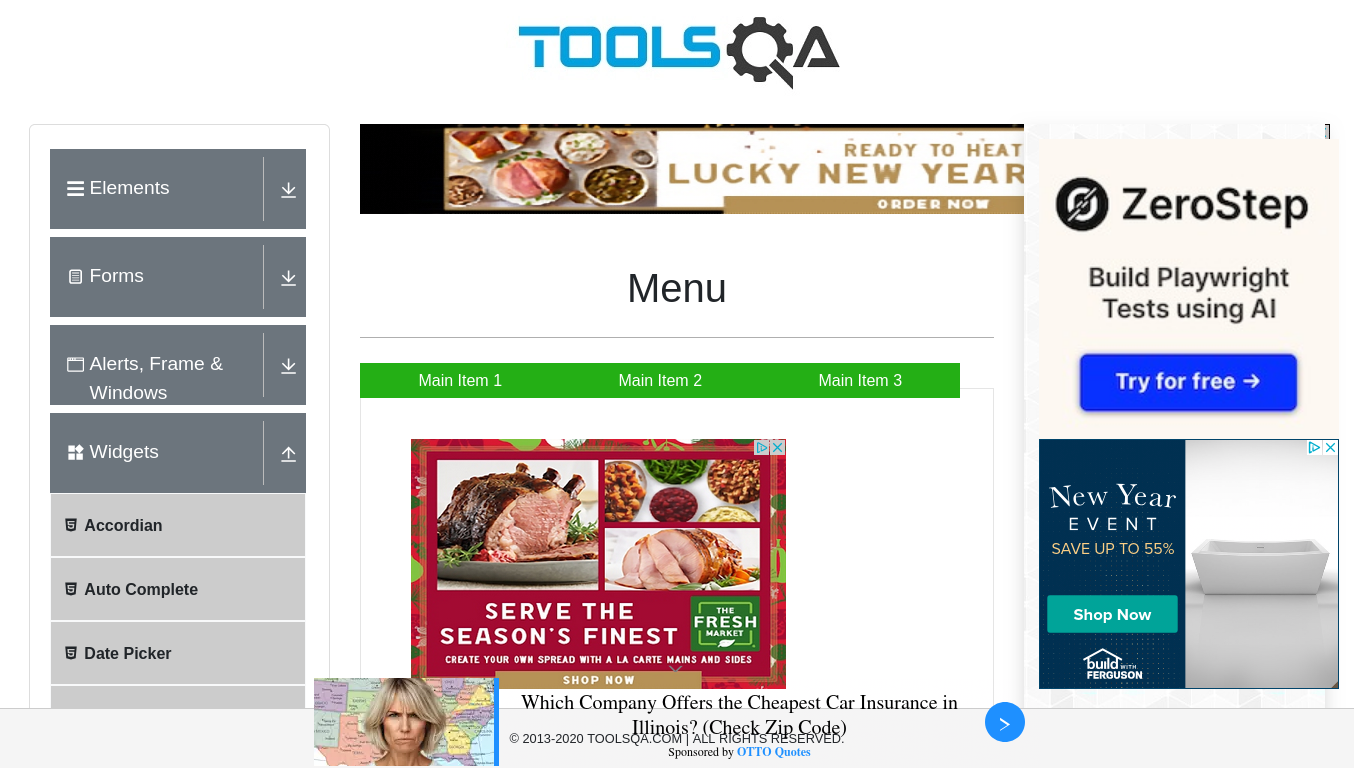 TOOLSQA
Elements
Forms
Alerts, Frame &
Windows
Widgets
Accordian
Auto Complete
Date Picker
READY TO HEAT
LUCKY NEW YEAR
ORDER NOW
Menu
Main Item 1
Main Item 2
Main Item 3
SERVE THE
SEASON'S FINEST
CREATE YOUR OWN SPREAD WITH A LA CARTE MAINS AND SIDES
SHOP NOW
THE
FRESH
MARKET
ZeroStep
Build Playwright
Tests using AI
Try for free →
New Year
EVENT
SAVE UP TO 55%
Shop Now
build WITH
FERGUSON
Which Company Offers the Cheapest Car Insurance in
Illinois? (Check Zip Code)
© 2013-2020 TOOLSQA.COM | ALL RIGHTS RESERVED.
Sponsored by OTTO Quotes